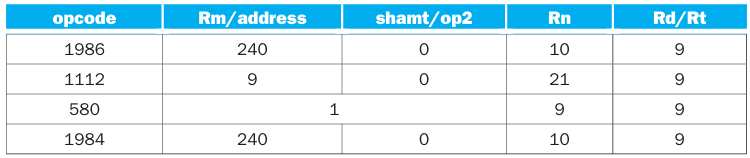 opcode Rm/address shamt/op2 Rn Rd/Rt
1986 240 0 10 9
1112 9 0 21 9
580 1 9 9
1984 240 0 10 9